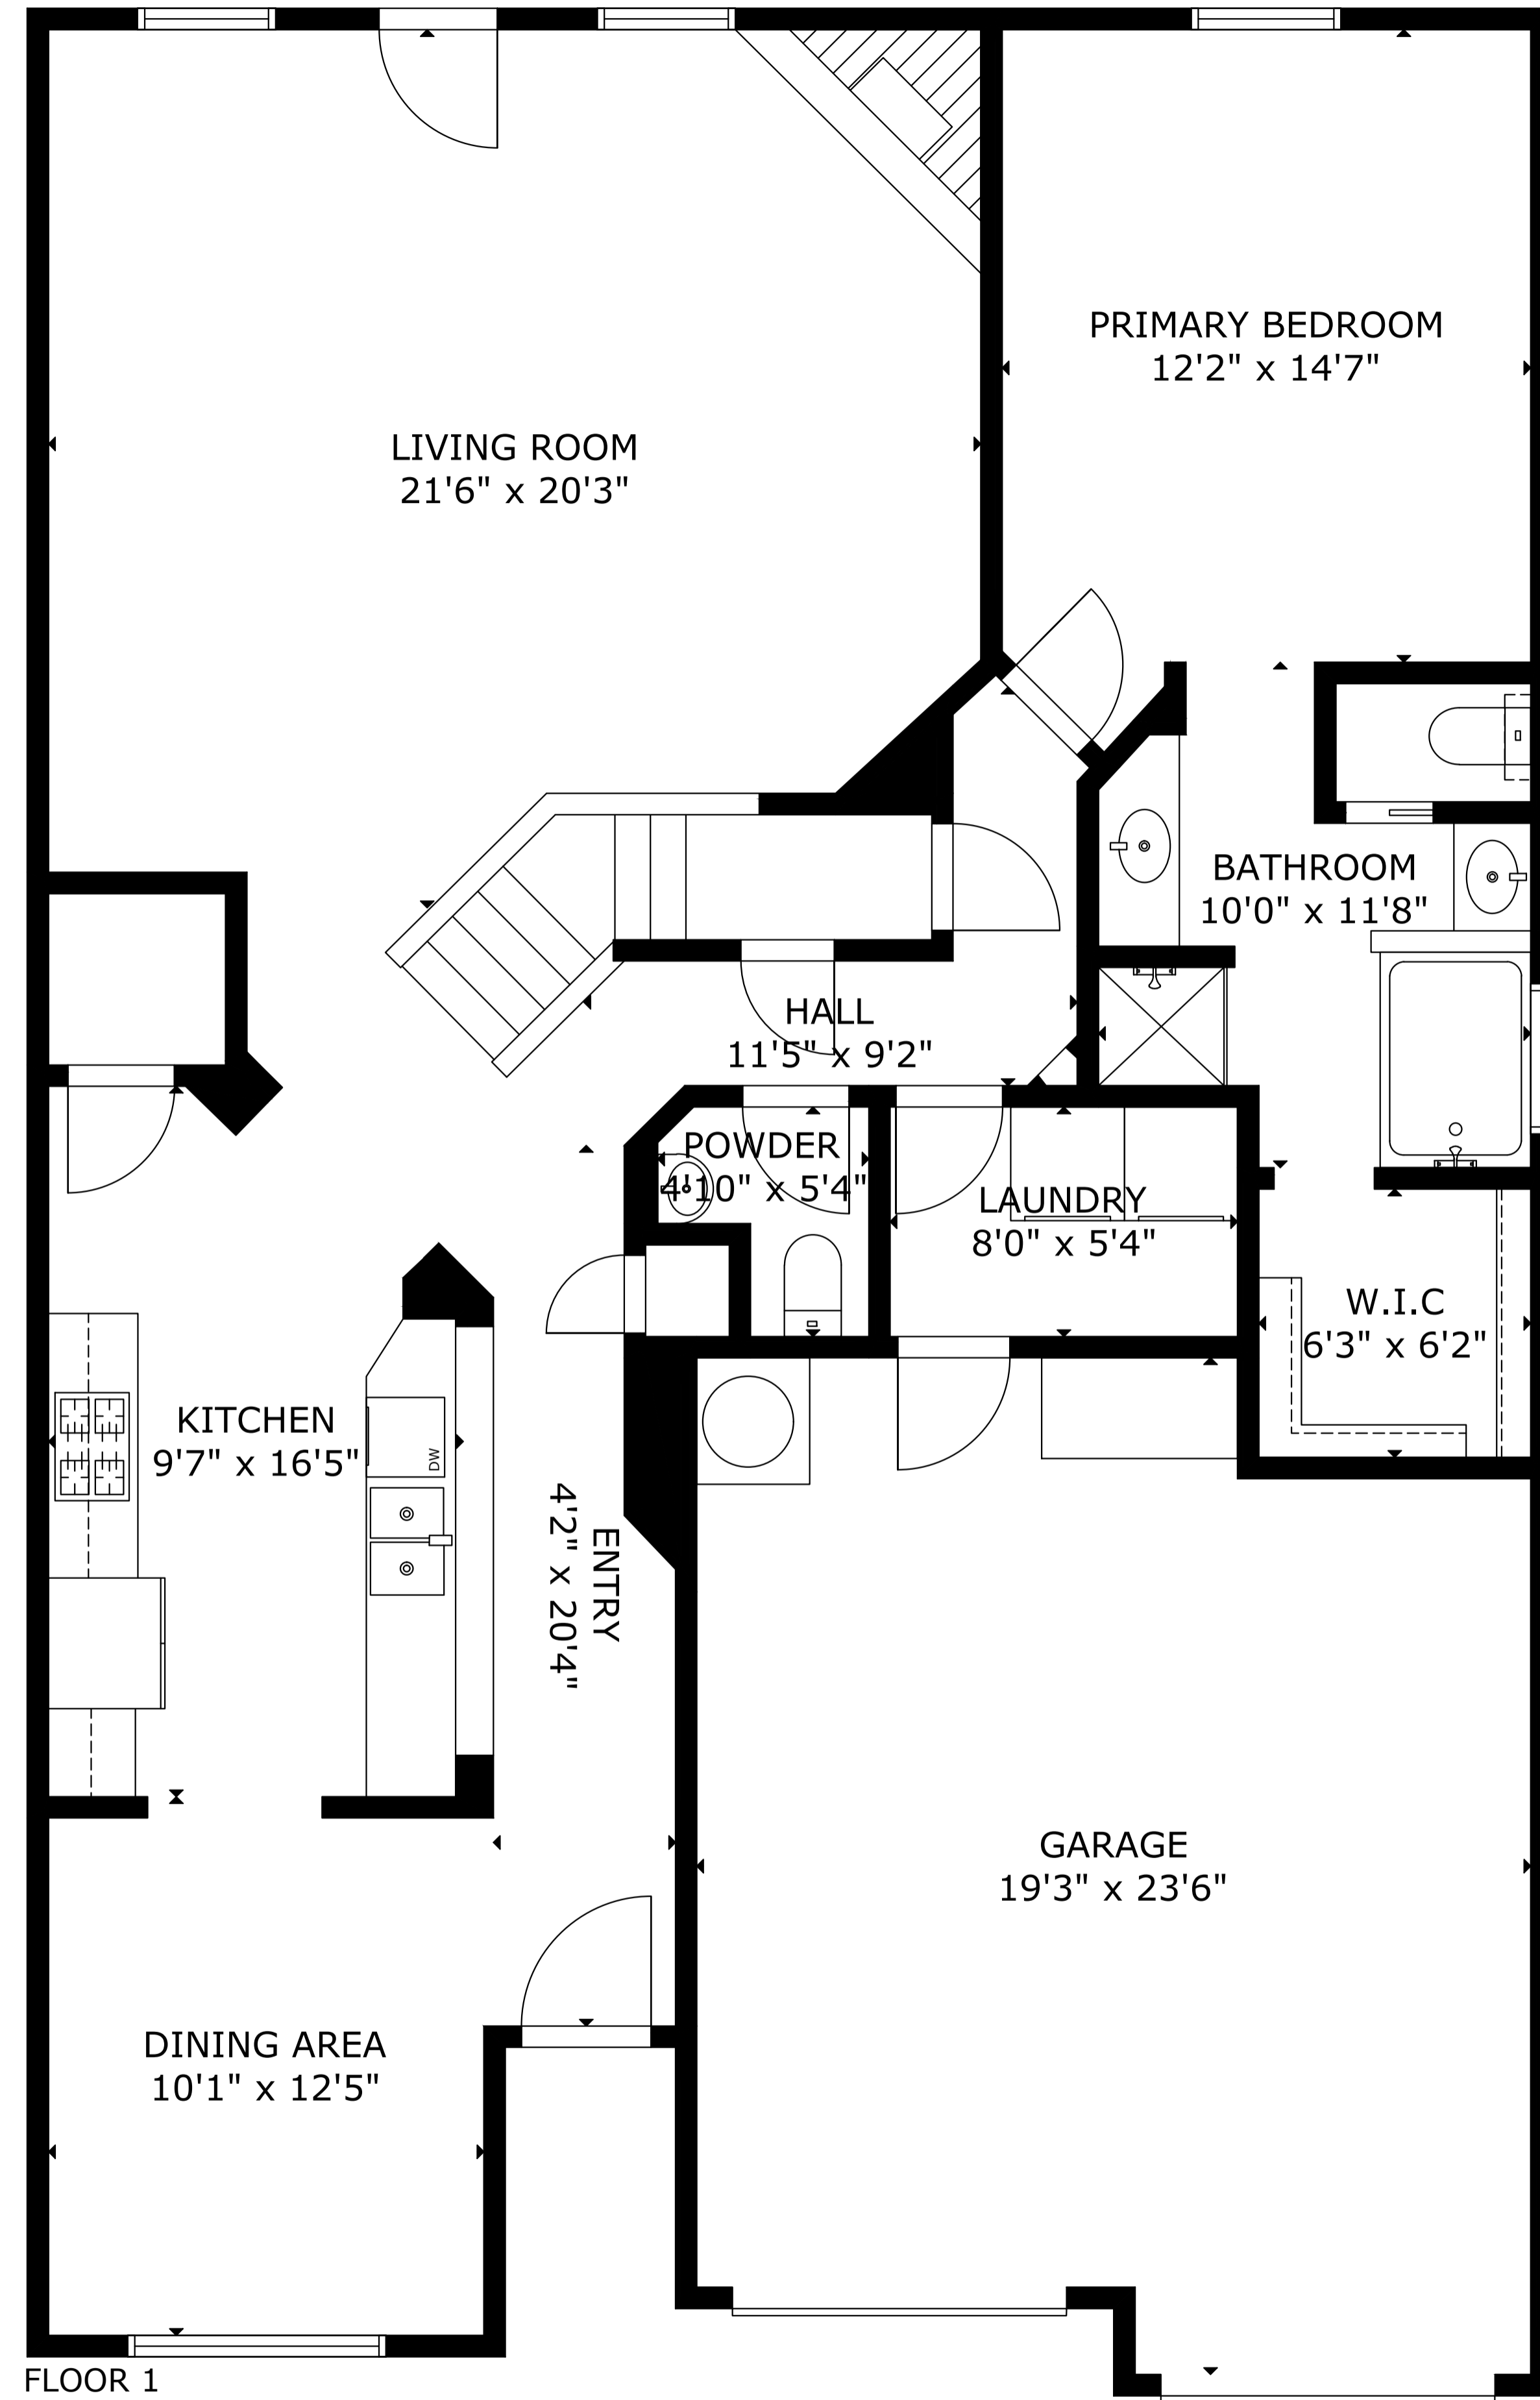 PRIMARY BEDROOM
12'2" x 14'7"
LIVING ROOM
21'6" x 20'3"
BATHROOM
10'0" x 11'8"
HALL
11'5" x 9'2"
POWDER
4'10" x 5'4"
LAUNDRY
8'0" x 5'4"
W.I.C
6'3" x 6'2"
KITCHEN
9'7" x 16'5"
DW
ENTRY
4'2" x 20'4"
GARAGE
19'3" x 23'6"
DINING AREA
10'1" x 12'5"
FLOOR 1